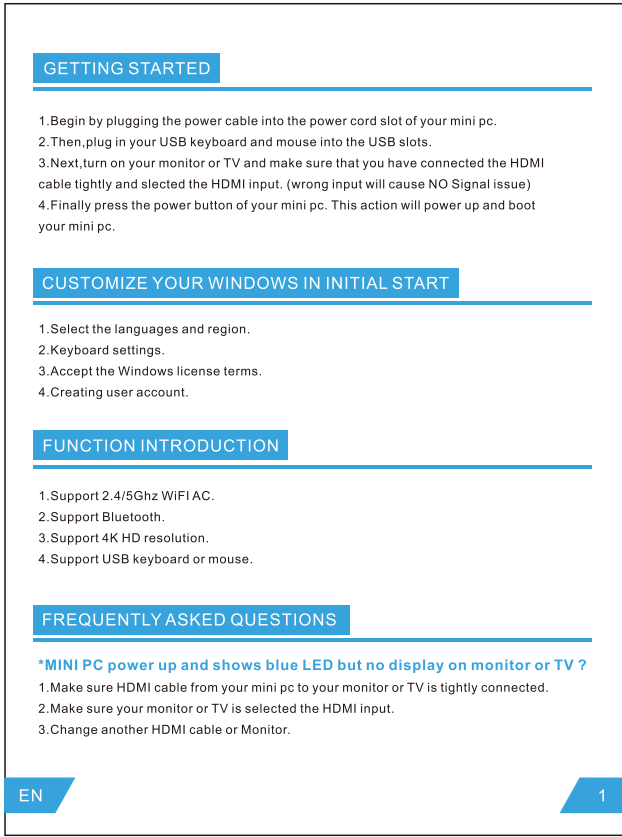 GETTING STARTED
1.Begin by plugging the power cable into the power cord slot of your mini pc.
2.Then,plug in your USB keyboard and mouse into the USB slots.
3.Next,turn on your monitor or TV and make sure that you have connected the HDMI
cable tightly and slected the HDMI input. (wrong input will cause NO Signal issue)
4.Finally press the power button of your mini pc. This action will power up and boot
your mini pc.
CUSTOMIZE YOUR WINDOWS IN INITIAL START
1.Select the languages and region.
2.Keyboard settings.
3.Accept the Windows license terms.
4.Creating user account.
FUNCTION INTRODUCTION
1.Support 2.4/5Ghz WiFI AC.
2.Support Bluetooth.
3.Support 4K HD resolution.
4.Support USB keyboard or mouse.
FREQUENTLY ASKED QUESTIONS
*MINI PC power up and shows blue LED but no display on monitor or TV ?
1.Make sure HDMI cable from your mini pc to your monitor or TV is tightly connected.
2.Make sure your monitor or TV is selected the HDMI input.
3.Change another HDMI cable or Monitor.
EN
1